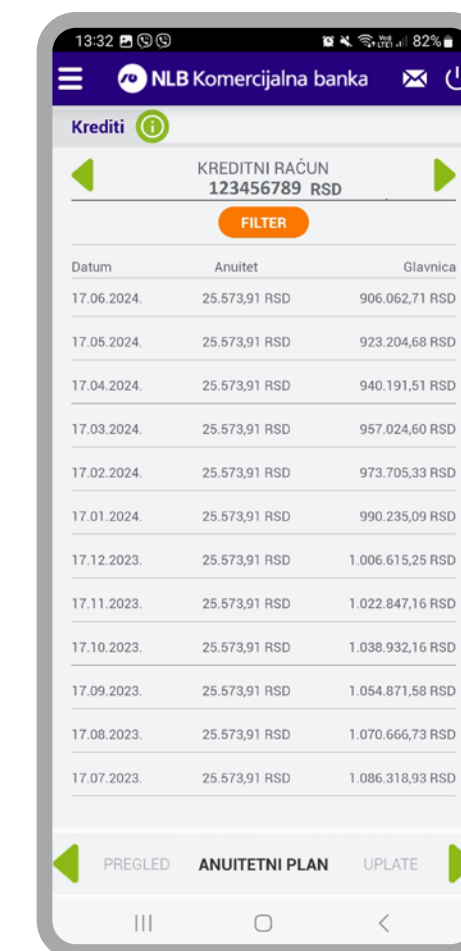 13:32 82%
NLB Komercijalna banka
Krediti
KREDITNI RAČUN
123456789 RSD
FILTER
Datum Anuitet Glavnica
17.06.2024. 25.573,91 RSD 906.062,71 RSD
17.05.2024. 25.573,91 RSD 923.204,68 RSD
17.04.2024. 25.573,91 RSD 940.191,51 RSD
17.03.2024. 25.573,91 RSD 957.024,60 RSD
17.02.2024. 25.573,91 RSD 973.705,33 RSD
17.01.2024. 25.573,91 RSD 990.235,09 RSD
17.12.2023. 25.573,91 RSD 1.006.615,25 RSD
17.11.2023. 25.573,91 RSD 1.022.847,16 RSD
17.10.2023. 25.573,91 RSD 1.038.932,16 RSD
17.09.2023. 25.573,91 RSD 1.054.871,58 RSD
17.08.2023. 25.573,91 RSD 1.070.666,73 RSD
17.07.2023. 25.573,91 RSD 1.086.318,93 RSD
PREGLED ANUITETNI PLAN UPLATE